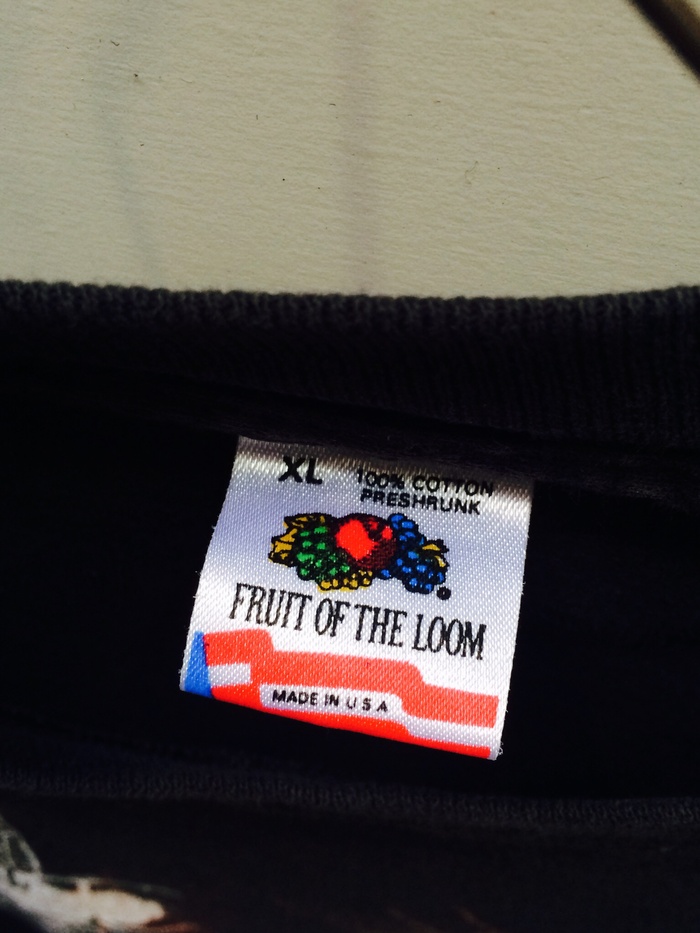 XL 100% COTTON
PRESHRUNK
FRUIT OF THE LOOM
MADE IN U S A